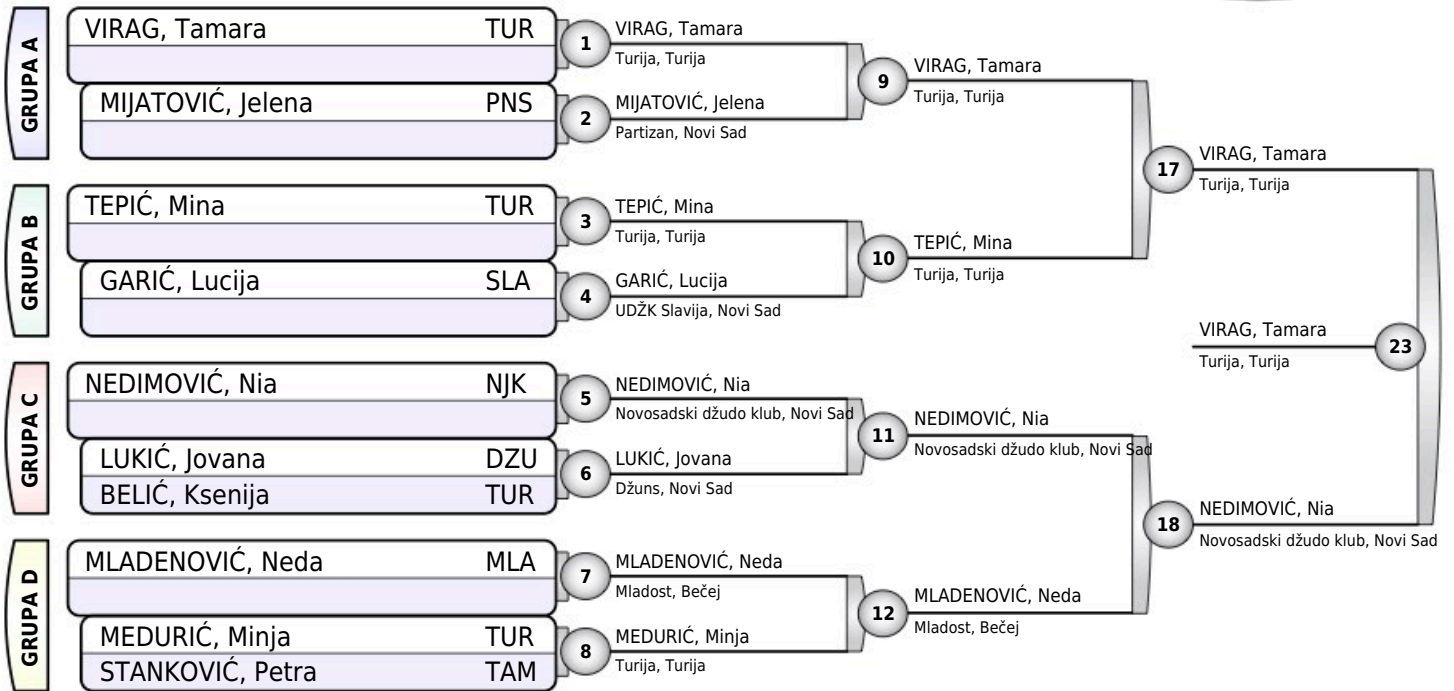 GRUPA A
VIRAG, Tamara TUR
MIJATOVIĆ, Jelena PNS
1
VIRAG, Tamara
Turija, Turija
2
MIJATOVIĆ, Jelena
Partizan, Novi Sad
9
VIRAG, Tamara
Turija, Turija
GRUPA B
TEPIĆ, Mina TUR
GARIĆ, Lucija SLA
3
TEPIĆ, Mina
Turija, Turija
4
GARIĆ, Lucija
UDŽK Slavija, Novi Sad
10
TEPIĆ, Mina
Turija, Turija
17
VIRAG, Tamara
Turija, Turija
GRUPA C
NEDIMOVIĆ, Nia NJK
LUKIĆ, Jovana DZU
BELIĆ, Ksenija TUR
5
NEDIMOVIĆ, Nia
Novosadski džudo klub, Novi Sad
6
LUKIĆ, Jovana
Džuns, Novi Sad
11
NEDIMOVIĆ, Nia
Novosadski džudo klub, Novi Sad
GRUPA D
MLADENOVIĆ, Neda MLA
MEDURIĆ, Minja TUR
STANKOVIĆ, Petra TAM
7
MLADENOVIĆ, Neda
Mladost, Bečej
8
MEDURIĆ, Minja
Turija, Turija
12
MLADENOVIĆ, Neda
Mladost, Bečej
18
NEDIMOVIĆ, Nia
Novosadski džudo klub, Novi Sad
VIRAG, Tamara
Turija, Turija
23